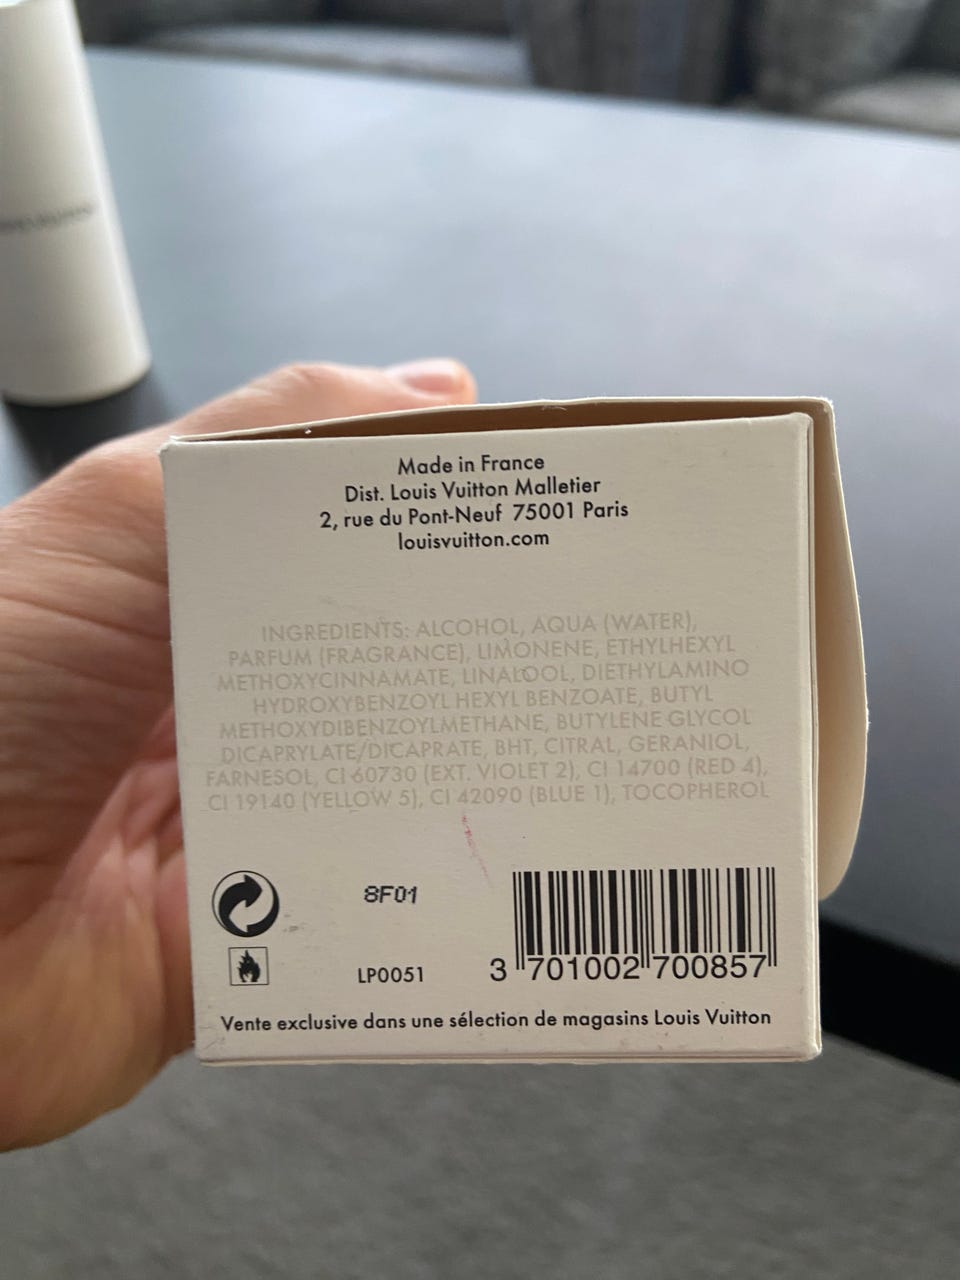 Made in France
Dist. Louis Vuitton Malletier
2, rue du Pont-Neuf 75001 Paris
louisvuitton.com
INGREDIENTS: ALCOHOL, AQUA (WATER),
PARFUM (FRAGRANCE), LIMONENE, ETHYLHEXYL
METHOXYCINNAMATE, LINALOOL, DIETHYLAMINO
HYDROXYBENZOYL HEXYL BENZOATE, BUTYL
METHOXYDIBENZOYLMETHANE, BUTYLENE GLYCOL
DICAPRYLATE/DICAPRATE, BHT, CITRAL, GERANIOL,
FARNESOL, CI 60730 (EXT. VIOLET 2), CI 14700 (RED 4),
CI 19140 (YELLOW 5), CI 42090 (BLUE 1), TOCOPHEROL
8F01
LP0051
3 701002 700857
Vente exclusive dans une sélection de magasins Louis Vuitton